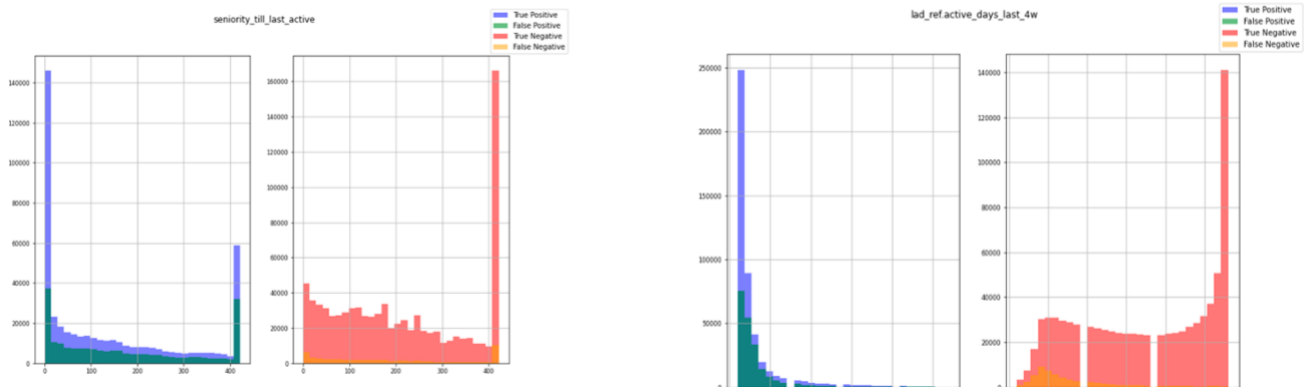 seniority_till_last_active
True Positive
False Positive
True Negative
False Negative
140000
120000
100000
80000
60000
40000
20000
0
0 100 200 300 400
160000
140000
120000
100000
80000
60000
40000
20000
0
0 100 200 300 400
lad_ref.active_days_last_4w
True Positive
False Positive
True Negative
False Negative
250000
200000
150000
100000
50000
140000
120000
100000
80000
60000
40000
20000